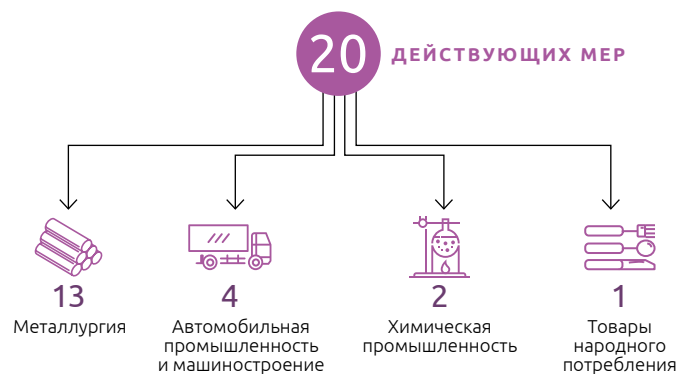 20 ДЕЙСТВУЮЩИХ МЕР
13
Металлургия
4
Автомобильная
промышленность
и машиностроение
2
Химическая
промышленность
1
Товары
народного
потребления